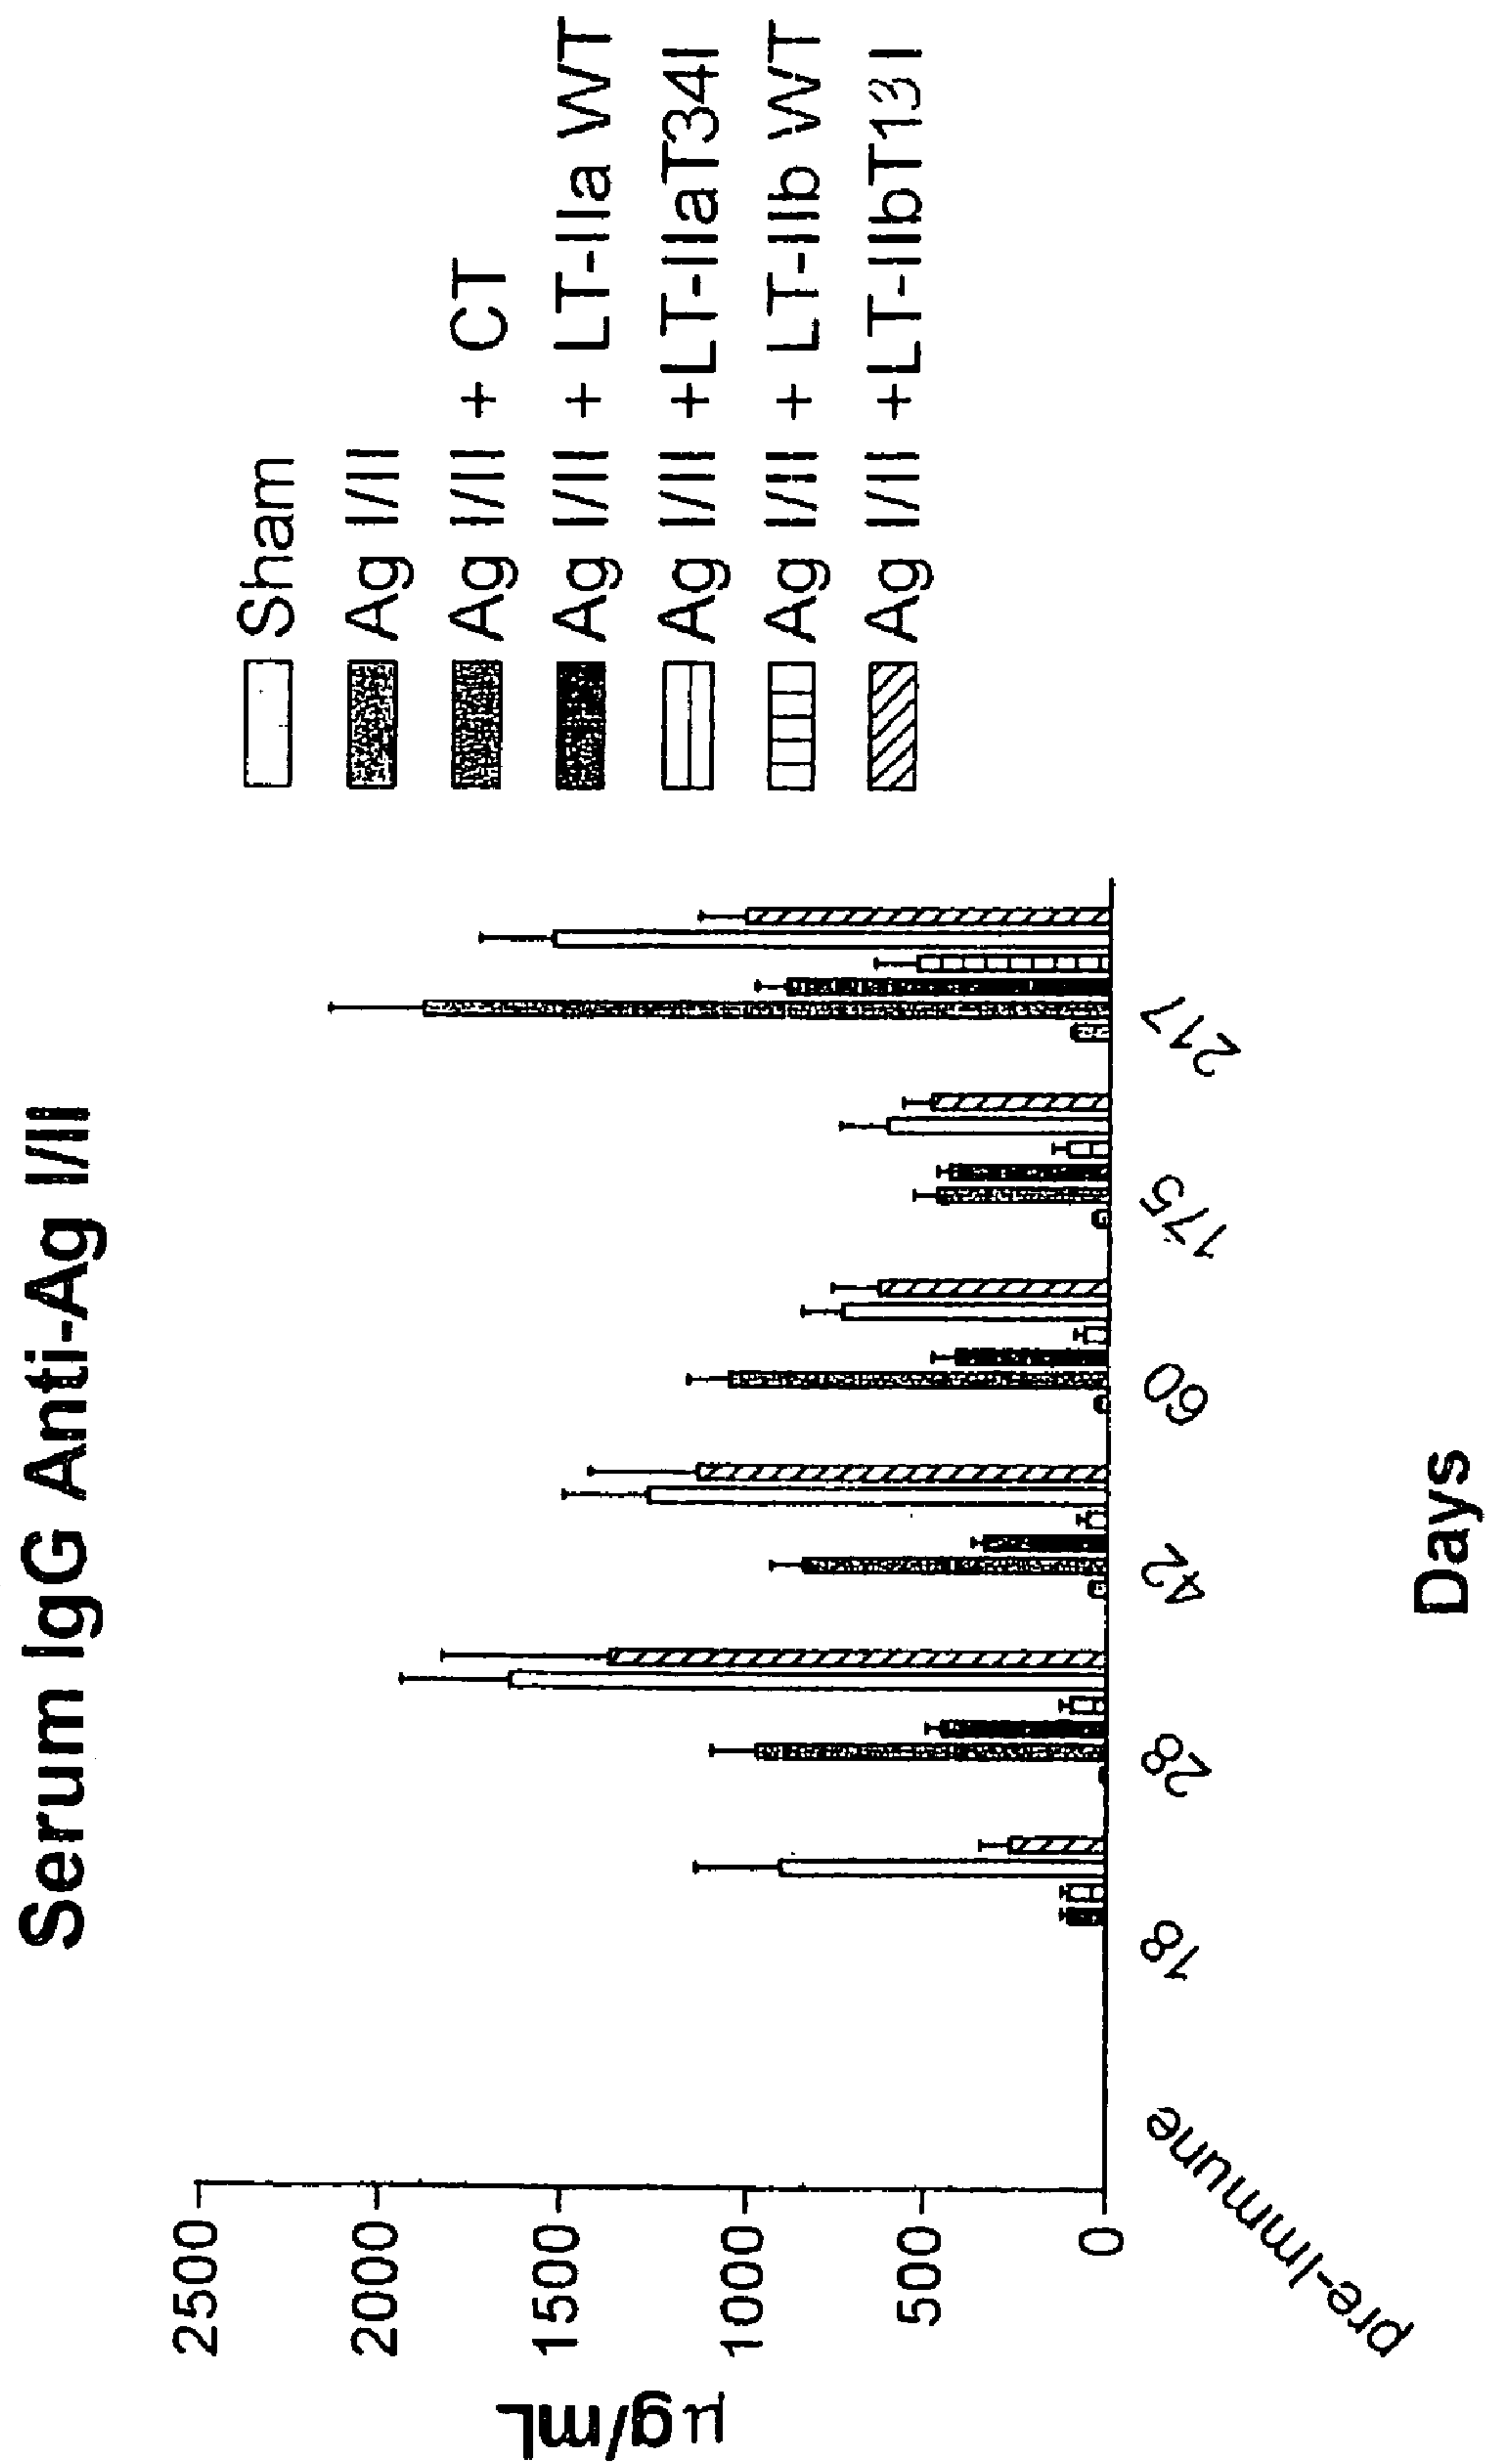 Serum IgG Anti-Ag I/II
µg/mL
2500
2000
1500
1000
500
0
pre-Immune
18
28
42
60
175
217
Days
Sham
Ag I/II
Ag I/II + CT
Ag I/II + LT-IIa WT
Ag I/II +LT-IIaT34I
Ag I/II + LT-IIb WT
Ag I/II +LT-IIbT13I